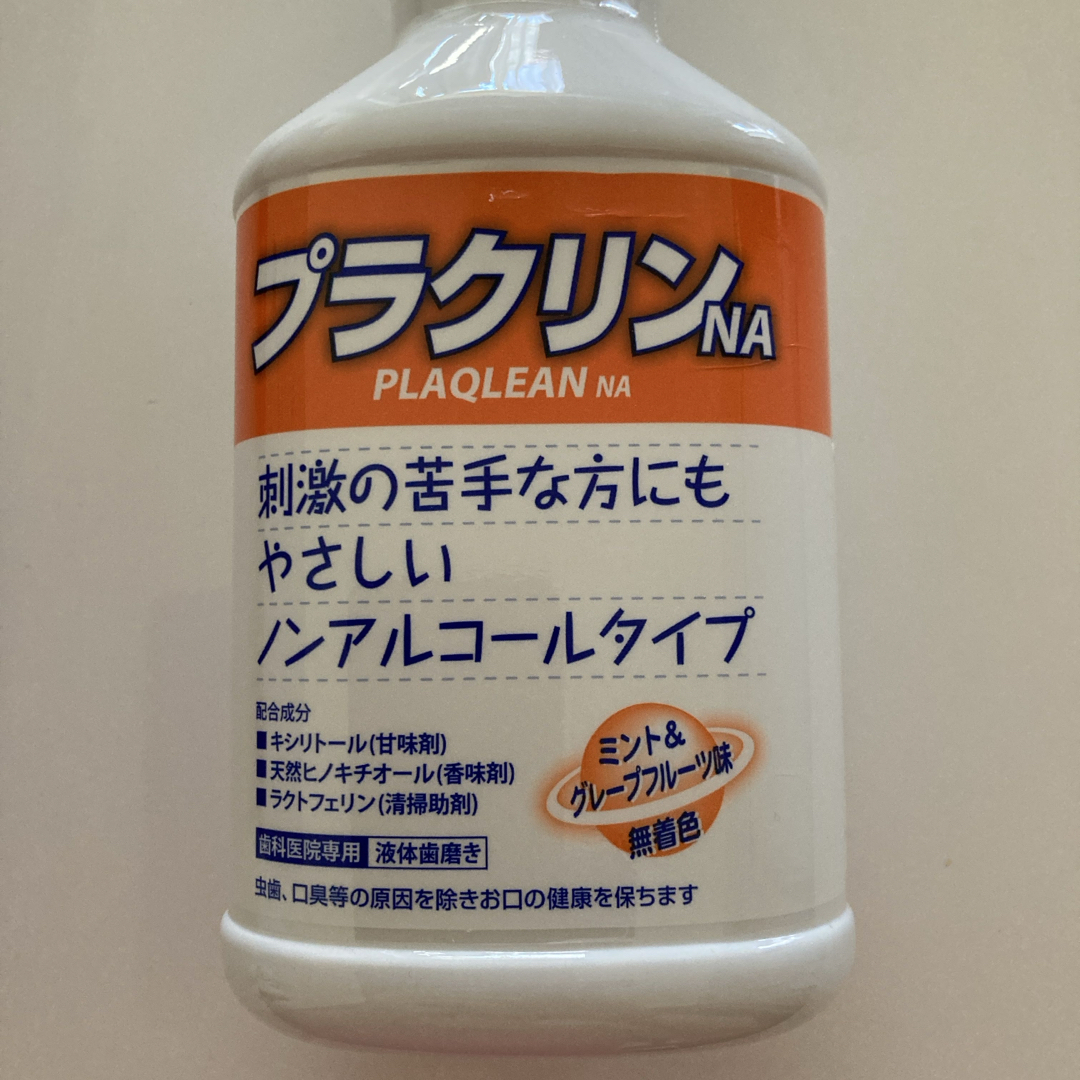 プラクリンNA
PLAQLEAN NA
刺激の苦手な方にも
やさしい
ノンアルコールタイプ
配合成分
■キシリトール(甘味剤)
■天然ヒノキチオール(香味剤)
■ラクトフェリン(清掃助剤)
ミント&
グレープフルーツ味
無着色
歯科医院専用 液体歯磨き
虫歯、口臭等の原因を除きお口の健康を保ちます